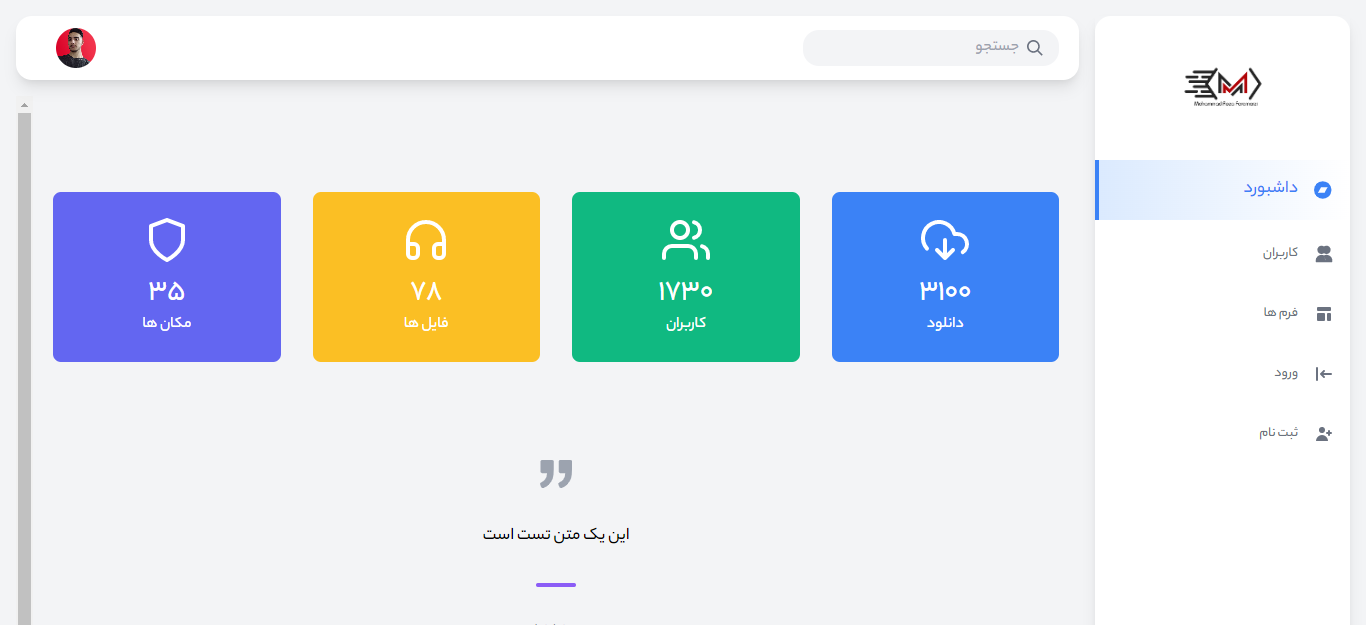 جستجو
MohammadReza Faramarzi
داشبورد
کاربران
فرم ها
ورود
ثبت نام
۳۱۰۰
دانلود
۱۷۳۰
کاربران
۷۸
فایل ها
۳۵
مکان ها
این یک متن تست است